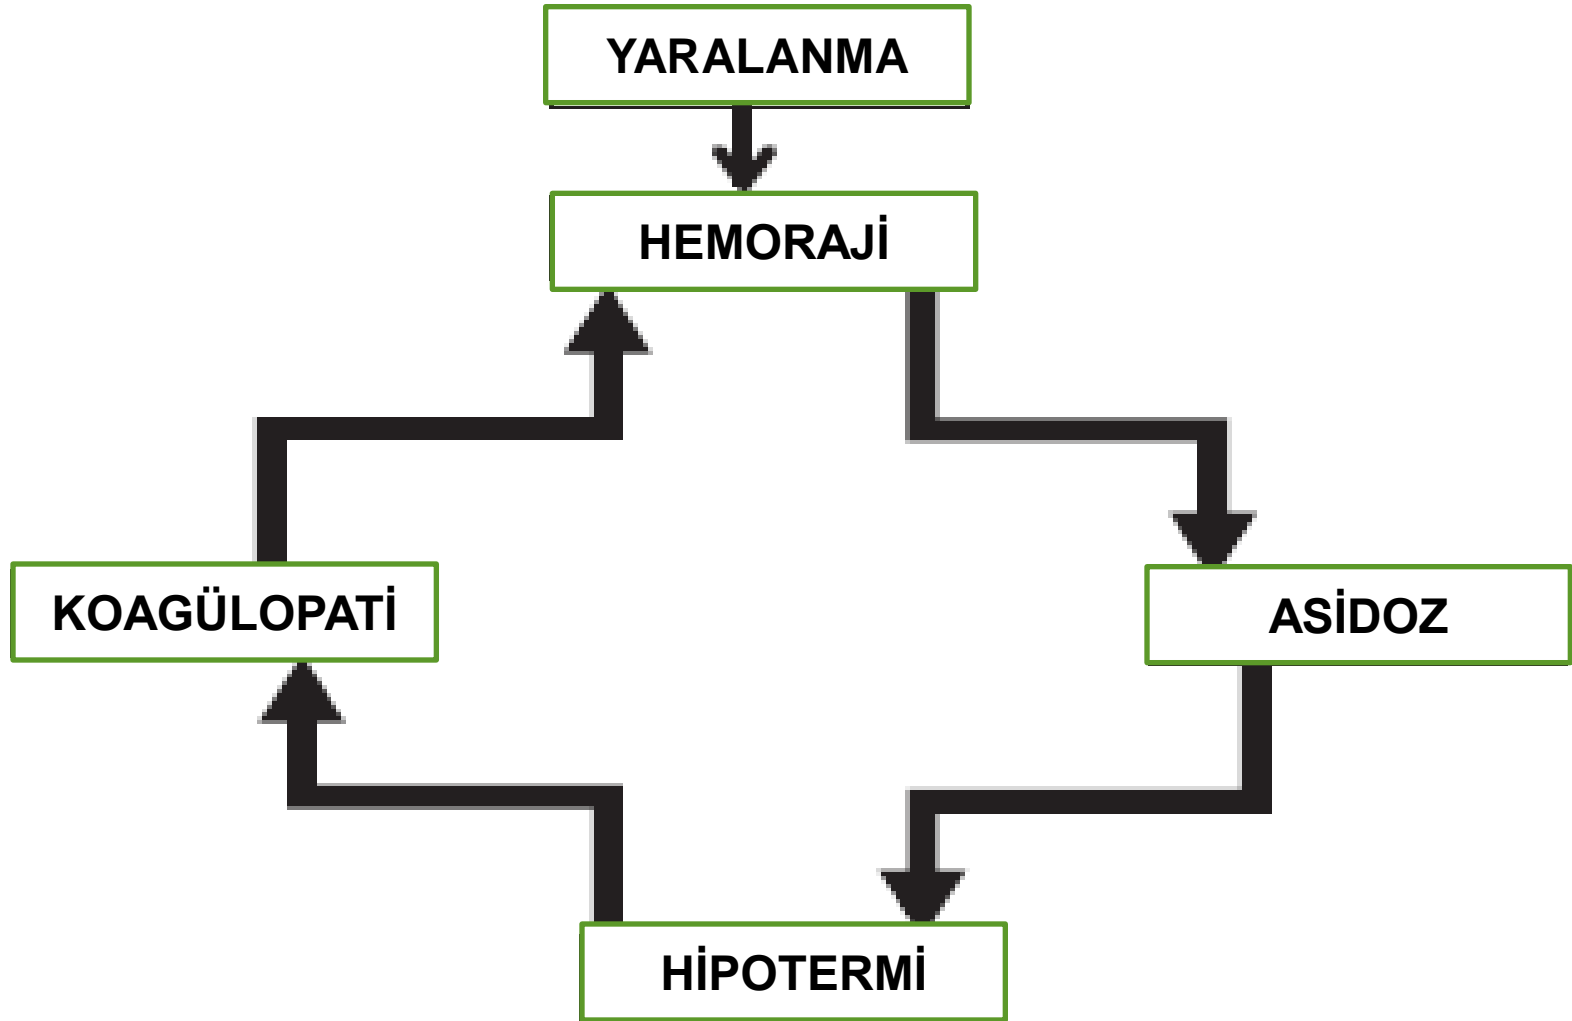 YARALANMA
HEMORAJİ
KOAGÜLOPATİ
ASİDOZ
HİPOTERMİ